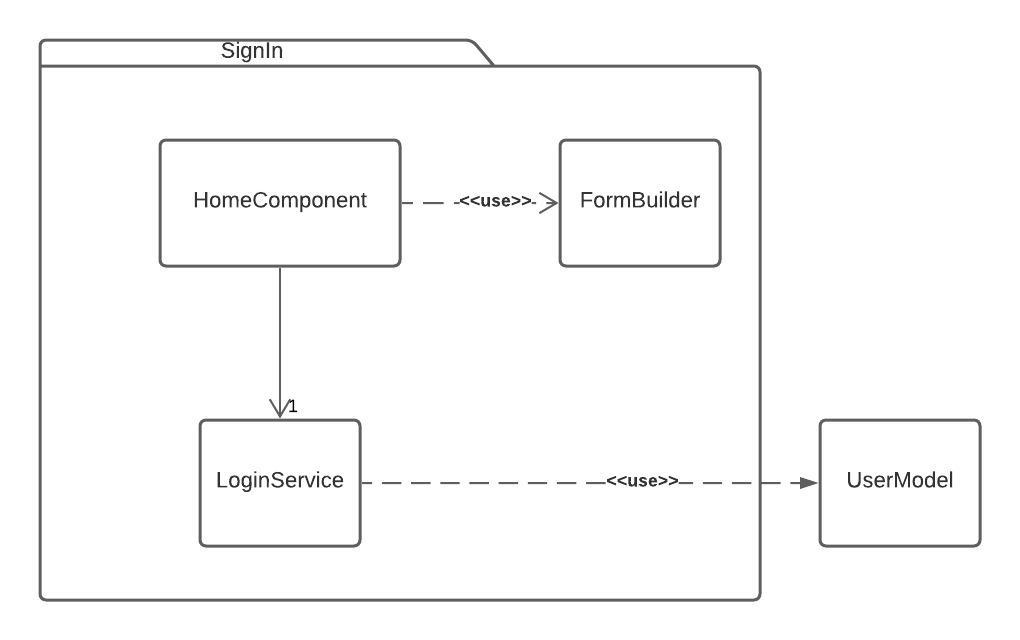 SignIn
HomeComponent
<<use>>
FormBuilder
1
LoginService
<<use>>
UserModel